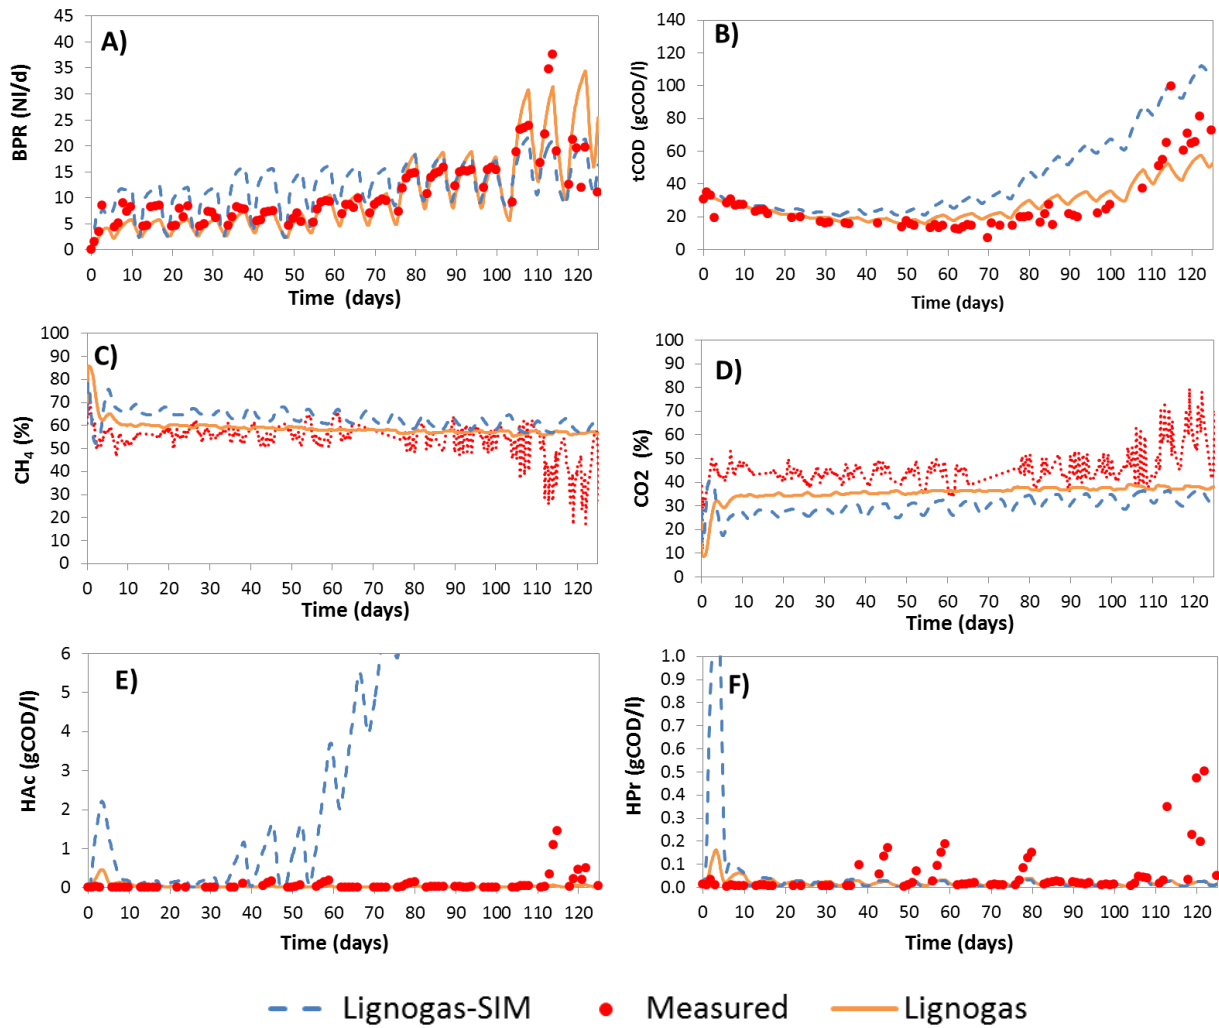 A)
BPR (Nl/d)
45
40
35
30
25
20
15
10
5
0
0 10 20 30 40 50 60 70 80 90 100 110 120
Time (days)
B)
tCOD (gCOD/l)
140
120
100
80
60
40
20
0
0 10 20 30 40 50 60 70 80 90 100 110 120
Time (days)
C)
CH4 (%)
100
90
80
70
60
50
40
30
20
10
0
0 10 20 30 40 50 60 70 80 90 100 110 120
Time (days)
D)
CO2 (%)
100
90
80
70
60
50
40
30
20
10
0
0 10 20 30 40 50 60 70 80 90 100 110 120
Time (days)
E)
HAc (gCOD/l)
6
5
4
3
2
1
0
0 10 20 30 40 50 60 70 80 90 100 110 120
Time (days)
F)
HPr (gCOD/l)
1.0
0.9
0.8
0.7
0.6
0.5
0.4
0.3
0.2
0.1
0.0
0 10 20 30 40 50 60 70 80 90 100 110 120
Time (days)
Lignogas-SIM Measured Lignogas